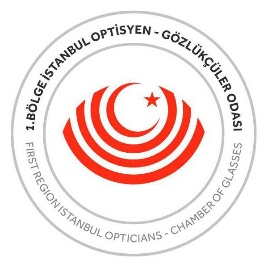 1.BÖLGE İSTANBUL OPTİSYEN - GÖZLÜKÇÜLER ODASI
FIRST REGION ISTANBUL OPTICIANS - CHAMBER OF GLASSES